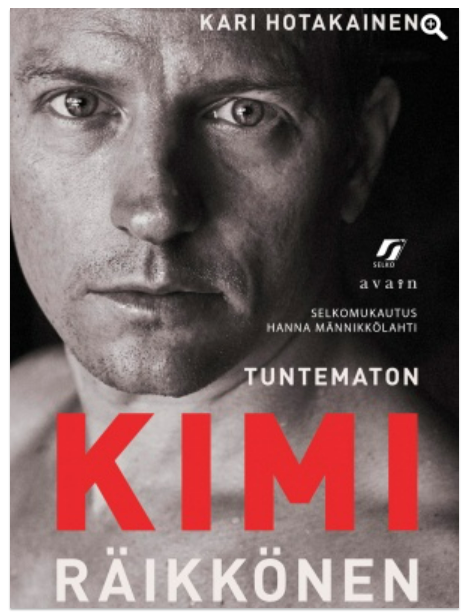 KARI HOTAKAINEN
SELKO
avain
SELKOMUKAUTUS
HANNA MÄNNIKKÖLAHTI
TUNTEMATON
KIMI
RÄIKKÖNEN